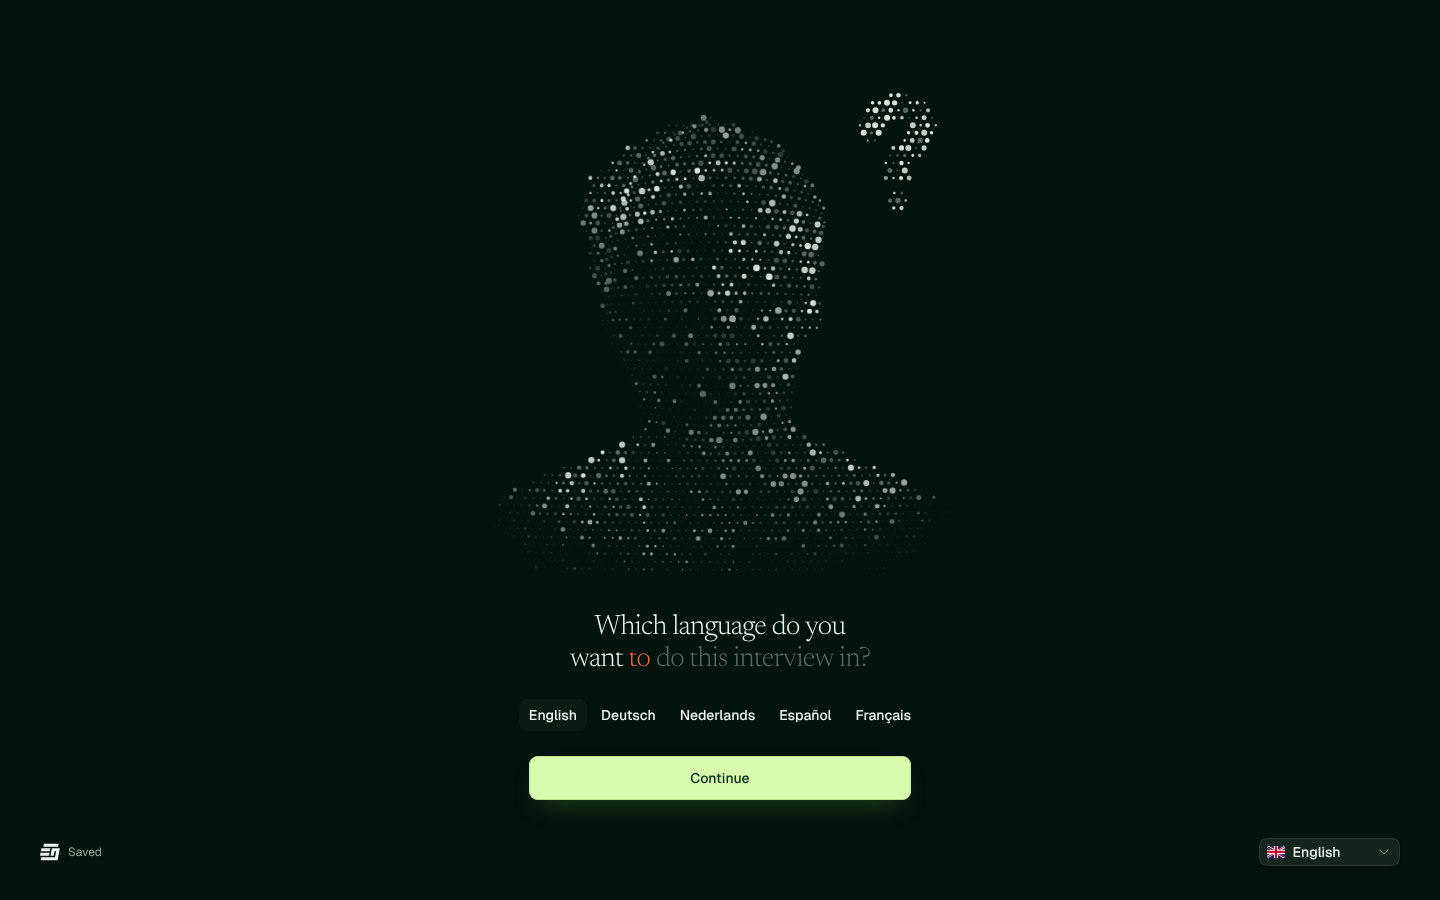 Which language do you
want to do this interview in?
English Deutsch Nederlands Español Français
Continue
Saved
English